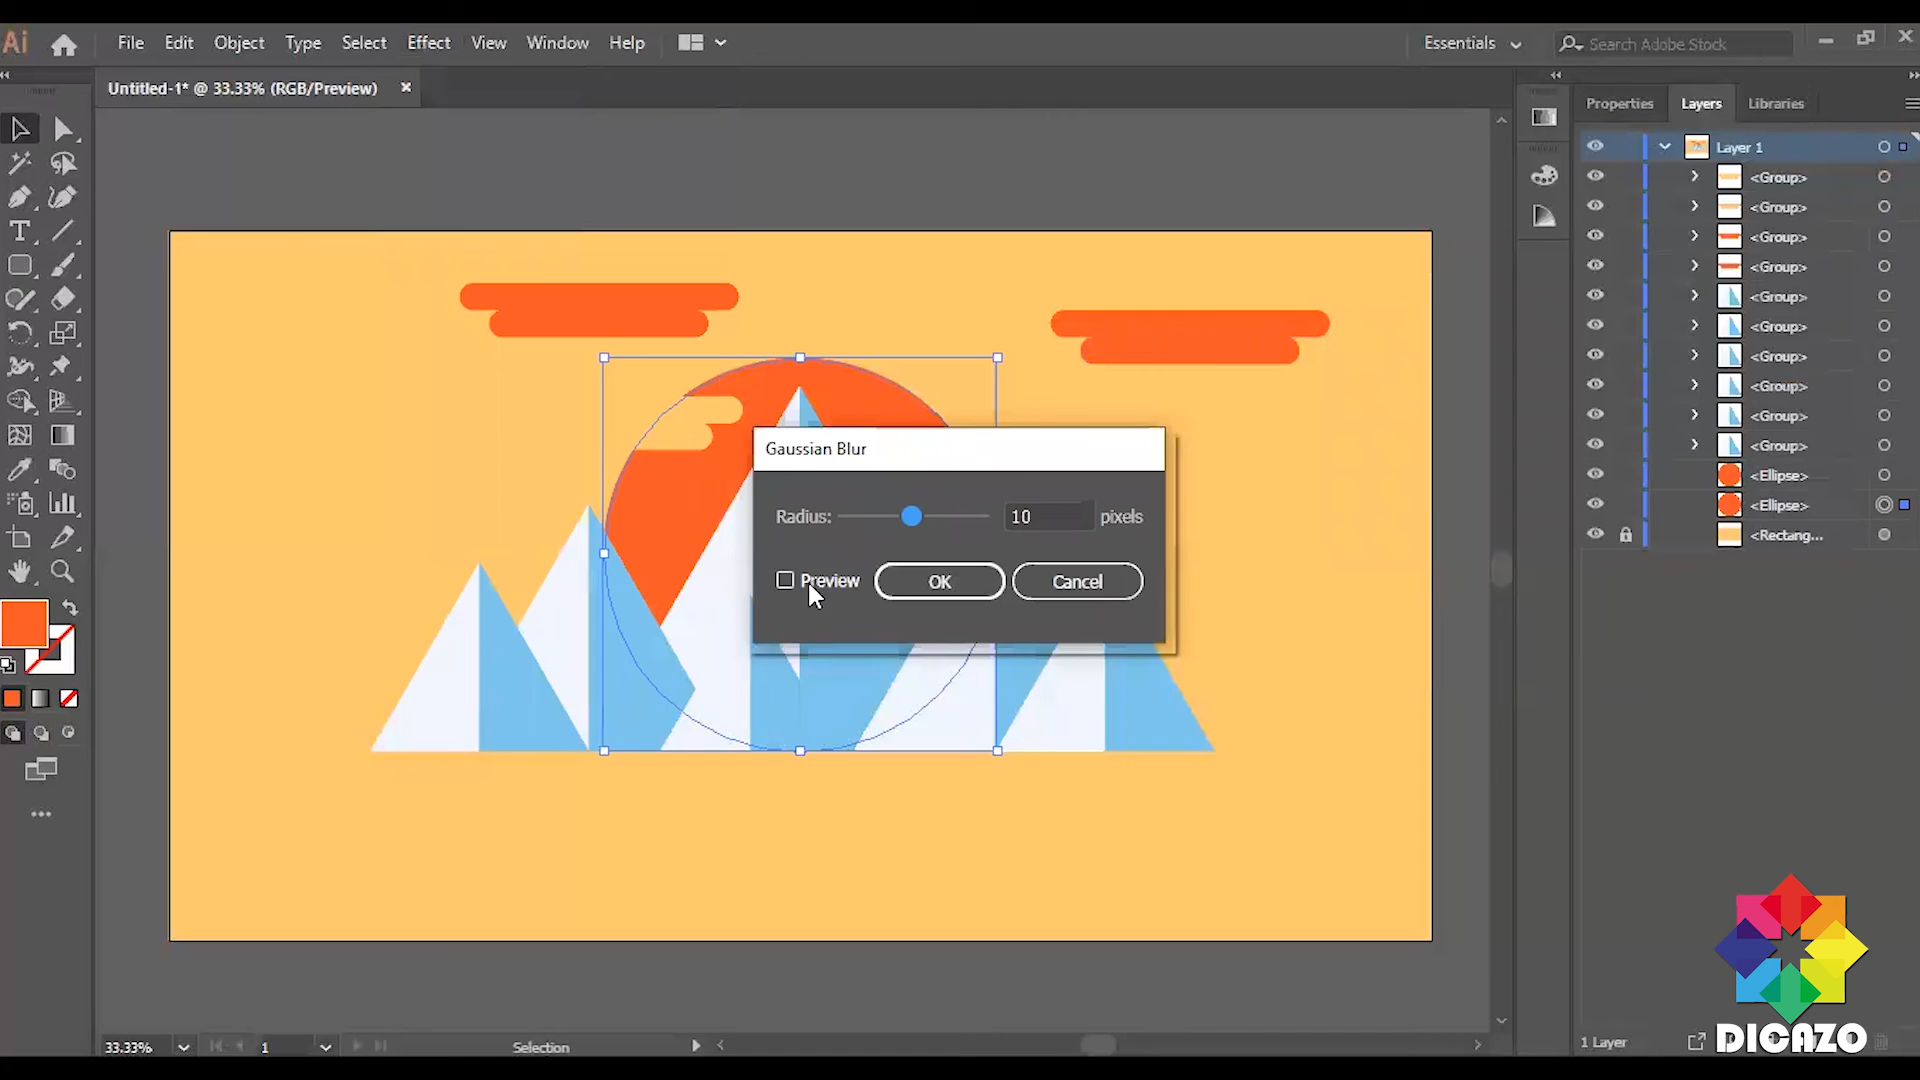 Ai File Edit Object Type Select Effect View Window Help Essentials Search Adobe Stock
Untitled-1* @ 33.33% (RGB/Preview)
Properties Layers Libraries
Layer 1
<Group>
<Group>
<Group>
<Group>
<Group>
<Group>
<Group>
<Group>
<Group>
<Group>
<Ellipse>
<Ellipse>
<Rectang...
Gaussian Blur
Radius: 10 pixels
Preview OK Cancel
33.33% 1 Selection
1 Layer
DICAZO